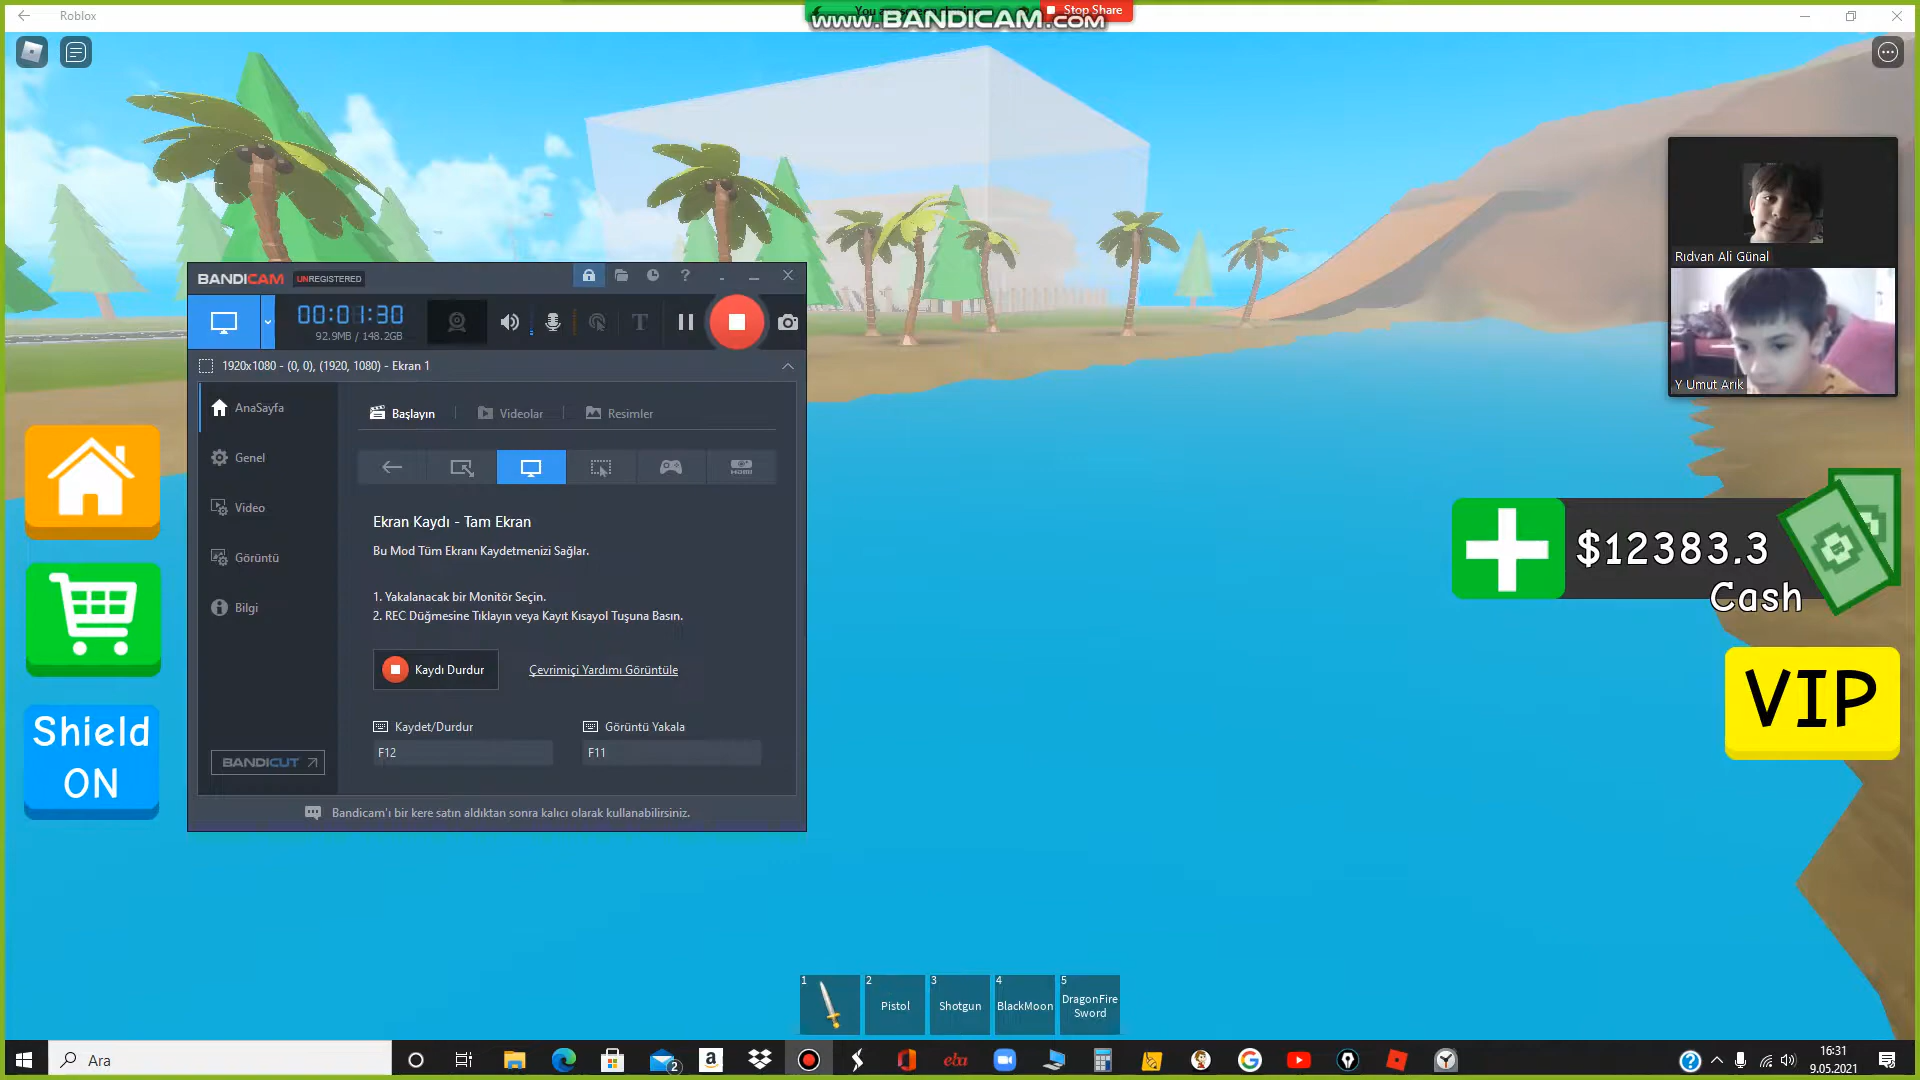 Roblox
www.BANDICAM.com
Stop Share
BANDICAM UNREGISTERED
00:01:30
92.9MB / 148.2GB
1920x1080 - (0, 0), (1920, 1080) - Ekran 1
AnaSayfa
Genel
Video
Görüntü
Bilgi
BANDICUT
Başlayın
Videolar
Resimler
HDMI
Ekran Kaydı - Tam Ekran
Bu Mod Tüm Ekranı Kaydetmenizi Sağlar.
1. Yakalanacak bir Monitör Seçin.
2. REC Düğmesine Tıklayın veya Kayıt Kısayol Tuşuna Basın.
Kaydı Durdur
Çevrimiçi Yardımı Görüntüle
Kaydet/Durdur
Görüntü Yakala
F12
F11
Bandicam'ı bir kere satın aldıktan sonra kalıcı olarak kullanabilirsiniz.
Rıdvan Ali Günal
Y Umut Arık
Shield
ON
$12383.3
Cash
VIP
1
2
Pistol
3
Shotgun
4
BlackMoon
5
DragonFire
Sword
Ara
2
a
eba
G
16:31
9.05.2021